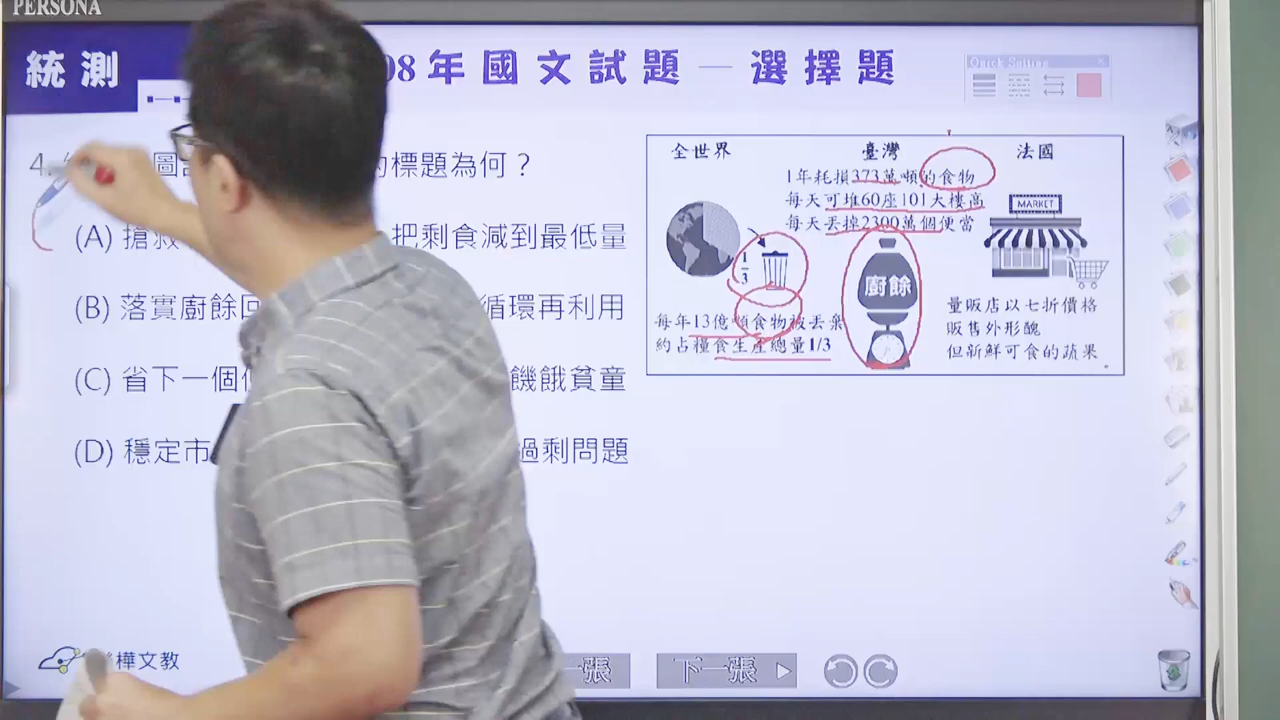 PERSONA
統測
08年國文試題—選擇題
Quick Setting
4.
圖
的標題為何？
(A) 搶救
把剩食減到最低量
(B) 落實廚餘回
循環再利用
(C) 省下一個便
饑餓貧童
(D) 穩定市
過剩問題
全世界
臺灣
法國
1年耗損373萬噸的食物
每天可堆60座101大樓高
每天丟掉2300萬個便當
MARKET
1/3
廚餘
每年13億噸食物被丟棄
約占糧食生產總量1/3
量販店以七折價格
販售外形醜
但新鮮可食的蔬果
樺文教
一張
下一張